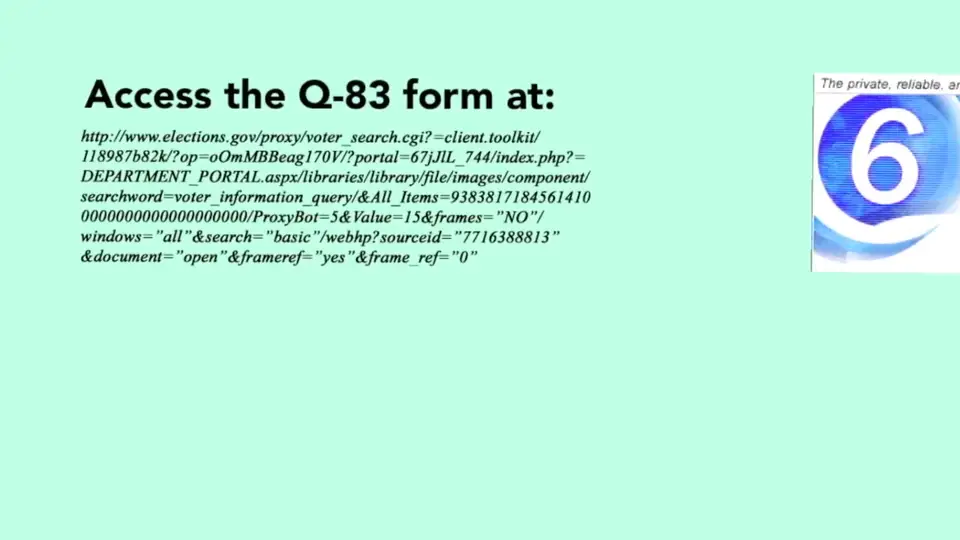 Access the Q-83 form at:
http://www.elections.gov/proxy/voter_search.cgi?=client.toolkit/
118987b82k/?op=oOmMBBeag170V/?portal=67jJlL_744/index.php?=
DEPARTMENT_PORTAL.aspx/libraries/library/file/images/component/
searchword=voter_information_query/&All_Items=9383817184561410
0000000000000000000/ProxyBot=5&Value=15&frames=”NO”/
windows=”all”&search=”basic”/webhp?sourceid=”7716388813”
&document=”open”&frameref=”yes”&frame_ref=”0”
The private, reliable,
6